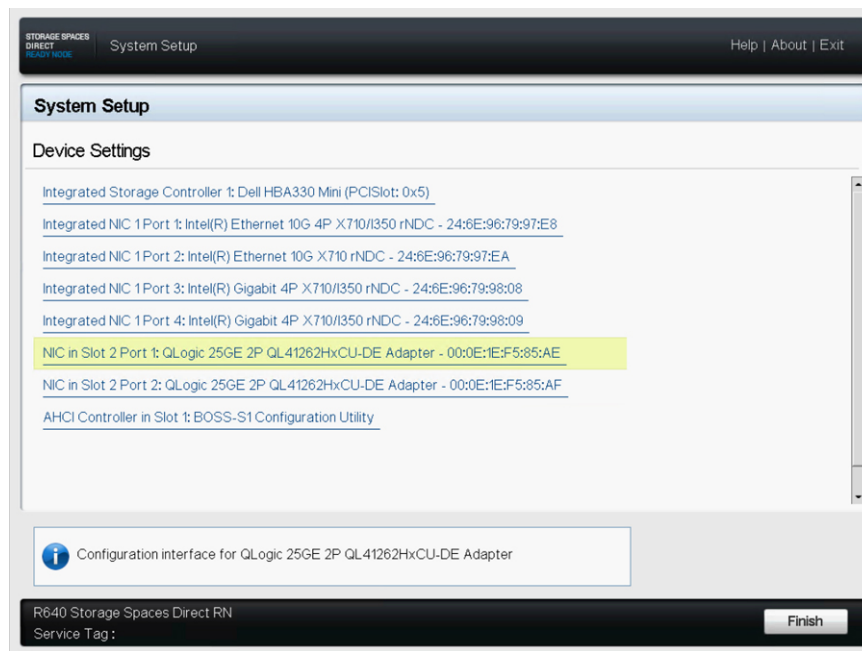 STORAGE SPACES
DIRECT
READY NODE
System Setup
Help | About | Exit
System Setup
Device Settings
Integrated Storage Controller 1: Dell HBA330 Mini (PCISlot: 0x5)
Integrated NIC 1 Port 1: Intel(R) Ethernet 10G 4P X710/I350 rNDC - 24:6E:96:79:97:E8
Integrated NIC 1 Port 2: Intel(R) Ethernet 10G X710 rNDC - 24:6E:96:79:97:EA
Integrated NIC 1 Port 3: Intel(R) Gigabit 4P X710/I350 rNDC - 24:6E:96:79:98:08
Integrated NIC 1 Port 4: Intel(R) Gigabit 4P X710/I350 rNDC - 24:6E:96:79:98:09
NIC in Slot 2 Port 1: QLogic 25GE 2P QL41262HxCU-DE Adapter - 00:0E:1E:F5:85:AE
NIC in Slot 2 Port 2: QLogic 25GE 2P QL41262HxCU-DE Adapter - 00:0E:1E:F5:85:AF
AHCI Controller in Slot 1: BOSS-S1 Configuration Utility
Configuration interface for QLogic 25GE 2P QL41262HxCU-DE Adapter
R640 Storage Spaces Direct RN
Service Tag :
Finish